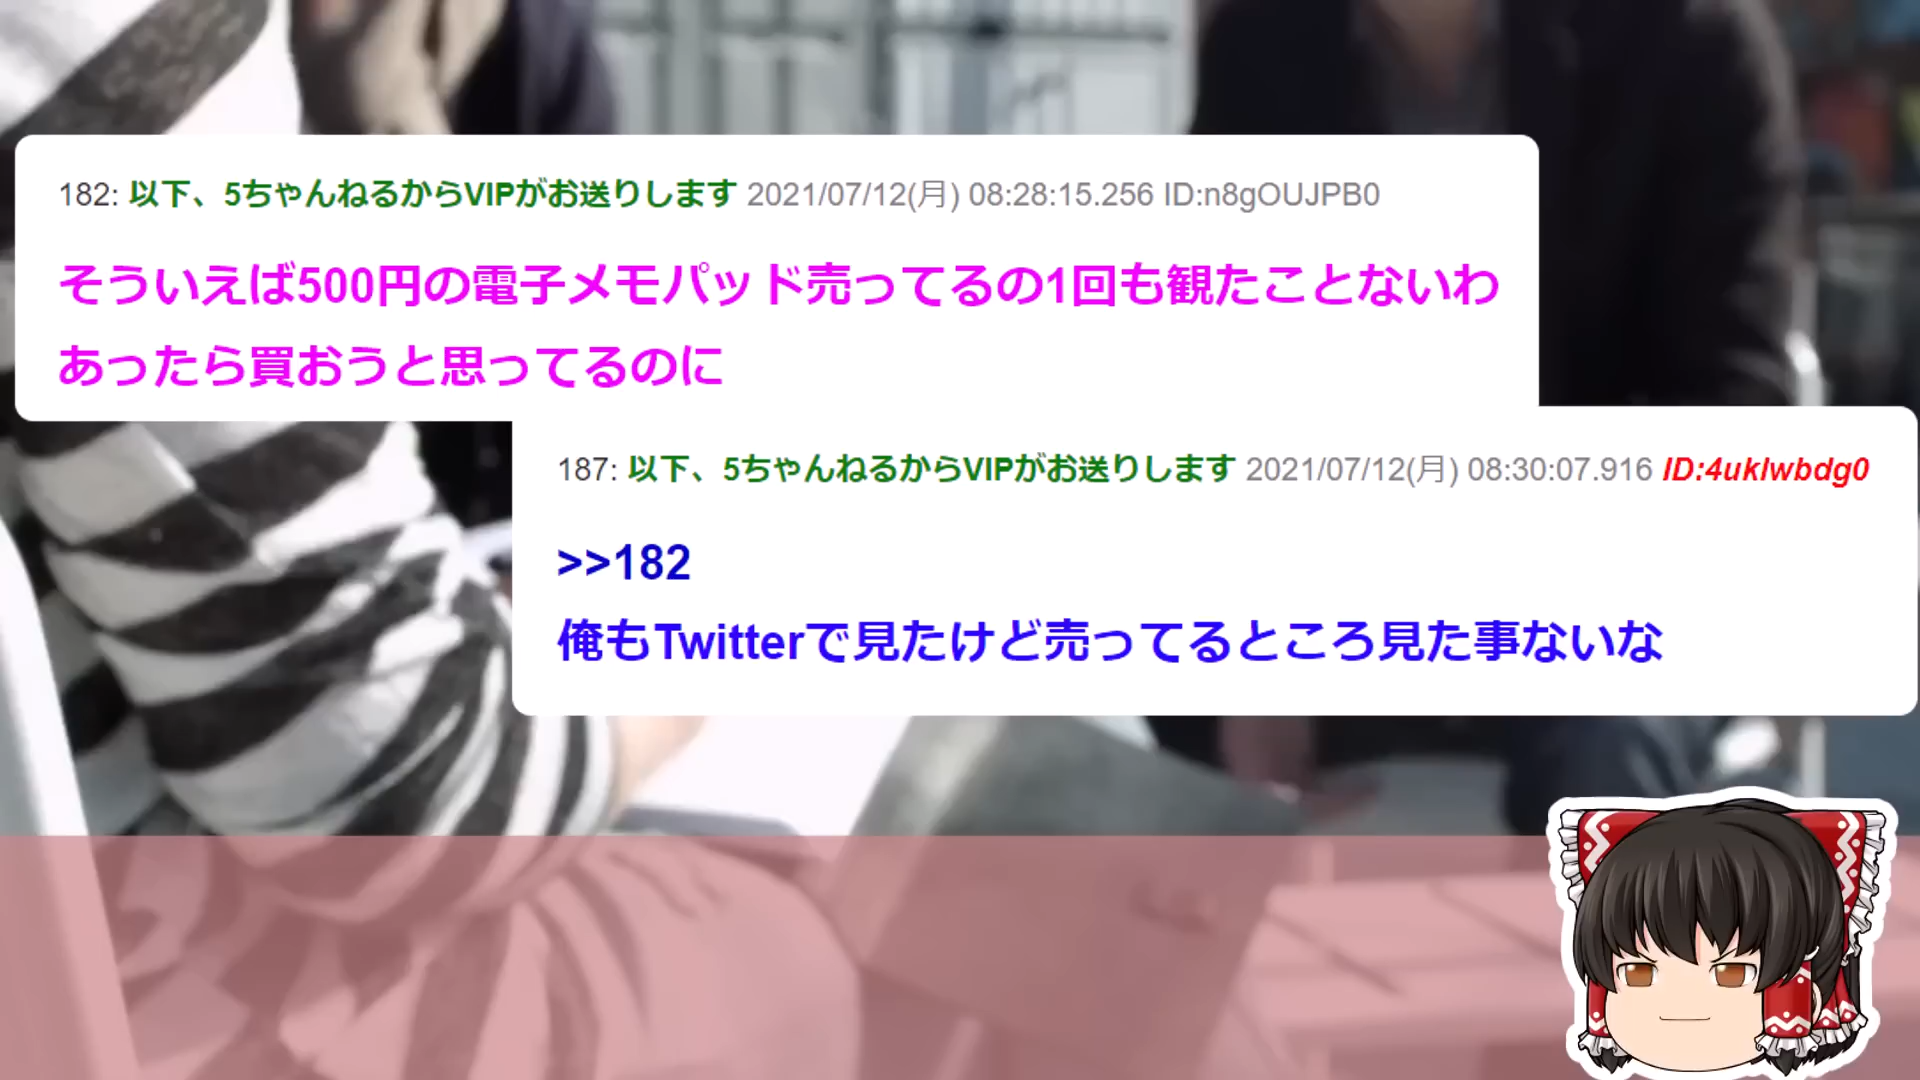 182: 以下、5ちゃんねるからVIPがお送りします 2021/07/12(月) 08:28:15.256 ID:n8gOUJPB0
そういえば500円の電子メモパッド売ってるの1回も観たことないわ
あったら買おうと思ってるのに
187: 以下、5ちゃんねるからVIPがお送りします 2021/07/12(月) 08:30:07.916 ID:4uklwbdg0
>>182
俺もTwitterで見たけど売ってるところ見た事ないな